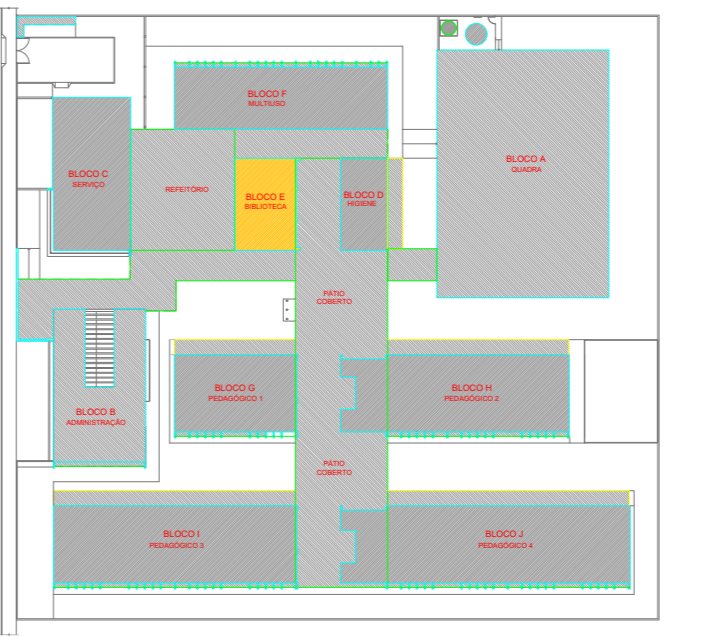 BLOCO F
MULTIUSO
BLOCO A
QUADRA
BLOCO C
SERVIÇO
REFEITÓRIO
BLOCO E
BIBLIOTECA
BLOCO D
HIGIENE
PÁTIO
COBERTO
BLOCO G
PEDAGÓGICO 1
BLOCO H
PEDAGÓGICO 2
BLOCO B
ADMINISTRAÇÃO
PÁTIO
COBERTO
BLOCO I
PEDAGÓGICO 3
BLOCO J
PEDAGÓGICO 4